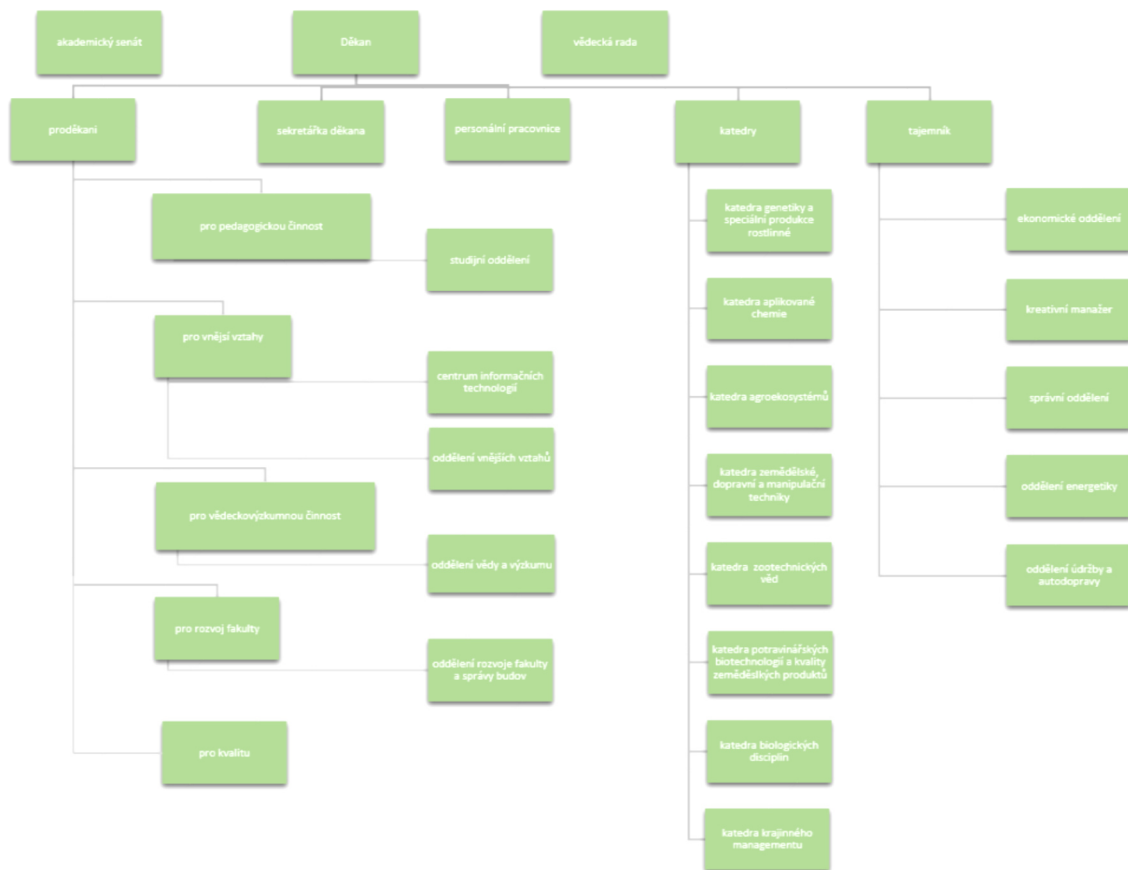 akademický senát
Děkan
vědecká rada
proděkani
sekretářka děkana
personální pracovnice
katedry
tajemník
pro pedagogickou činnost
studijni oddělení
pro vnější vztahy
centrum informačních
technologií
oddělení vnějších vztahů
pro vědeckovýzkumnou činnost
oddělení vědy a výzkumu
pro rozvoj fakulty
oddělení rozvoje fakulty
a správy budov
pro kvalitu
katedra genetiky a
speciální produkce
rostlinné
katedra aplikované
chemie
katedra agroekosystémů
katedra zemědělské,
dopravní a manipulační
techniky
katedra zootechnických
věd
katedra potravinářských
biotechnologií a kvality
zemědělských produktů
katedra biologických
disciplin
katedra krajinného
managementu
ekonomické oddělení
kreativní manažer
správní oddělení
oddělení energetiky
oddělení údržby a
autodopravy